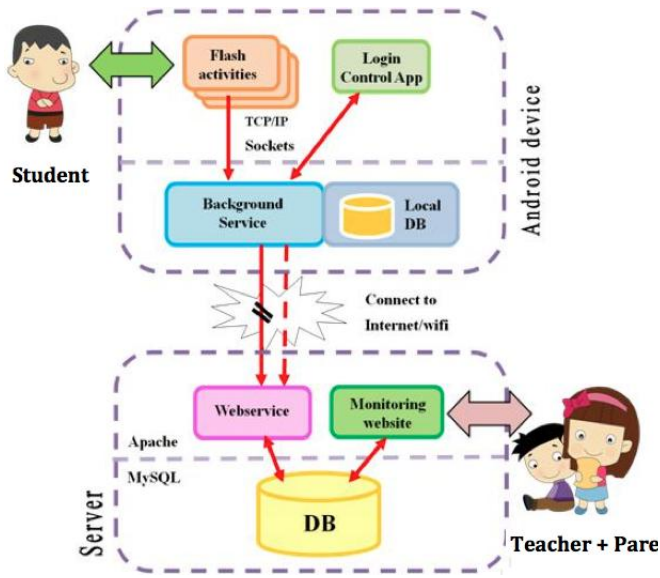 Flash
activities
Login
Control App
TCP/IP
Sockets
Student
Android device
Background
Service
Local
DB
Connect to
Internet/wifi
Webservice
Monitoring
website
Apache
MySQL
Server
DB
Teacher + Pare